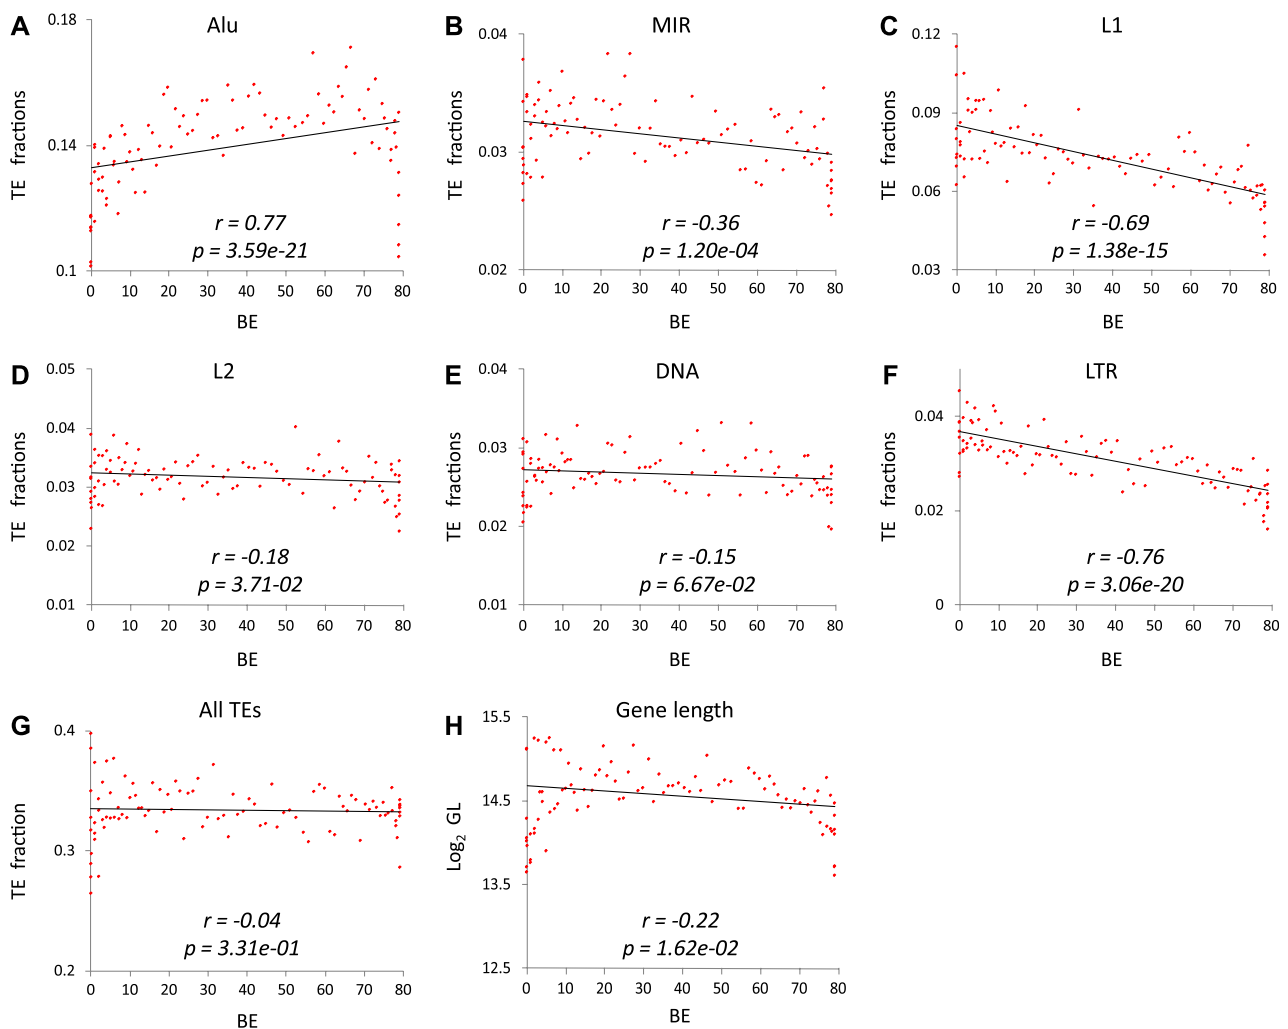 A Alu
0.18
0.14
0.1
TE fractions
r = 0.77
p = 3.59e-21
0 10 20 30 40 50 60 70 80
BE
B MIR
0.04
0.03
0.02
TE fractions
r = -0.36
p = 1.20e-04
0 10 20 30 40 50 60 70 80
BE
C L1
0.12
0.09
0.06
0.03
TE fractions
r = -0.69
p = 1.38e-15
0 10 20 30 40 50 60 70 80
BE
D L2
0.05
0.04
0.03
0.02
0.01
TE fractions
r = -0.18
p = 3.71-02
0 10 20 30 40 50 60 70 80
BE
E DNA
0.04
0.03
0.02
0.01
TE fractions
r = -0.15
p = 6.67e-02
0 10 20 30 40 50 60 70 80
BE
F LTR
0.04
0.02
0
TE fractions
r = -0.76
p = 3.06e-20
0 10 20 30 40 50 60 70 80
BE
G All TEs
0.4
0.3
0.2
TE fraction
r = -0.04
p = 3.31e-01
0 10 20 30 40 50 60 70 80
BE
H Gene length
15.5
14.5
13.5
12.5
Log2 GL
r = -0.22
p = 1.62e-02
0 10 20 30 40 50 60 70 80
BE